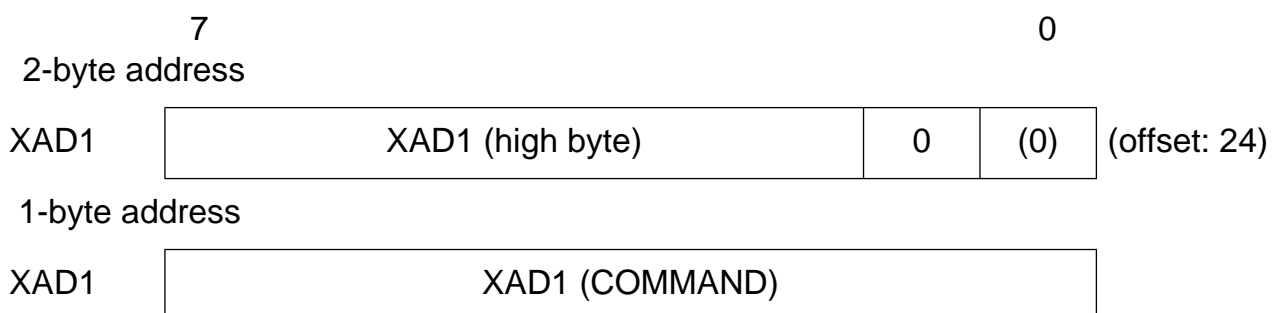 7 0
2-byte address
XAD1 XAD1 (high byte) 0 (0) (offset: 24)
1-byte address
XAD1 XAD1 (COMMAND)